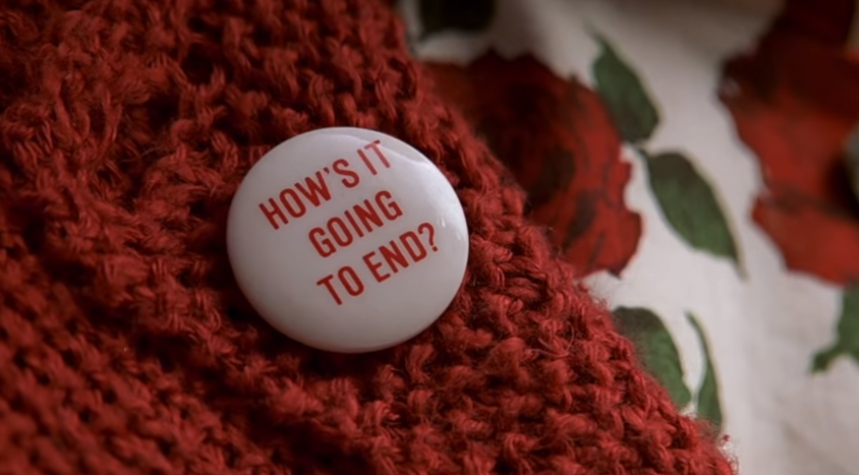 HOW'S IT
GOING
TO END?